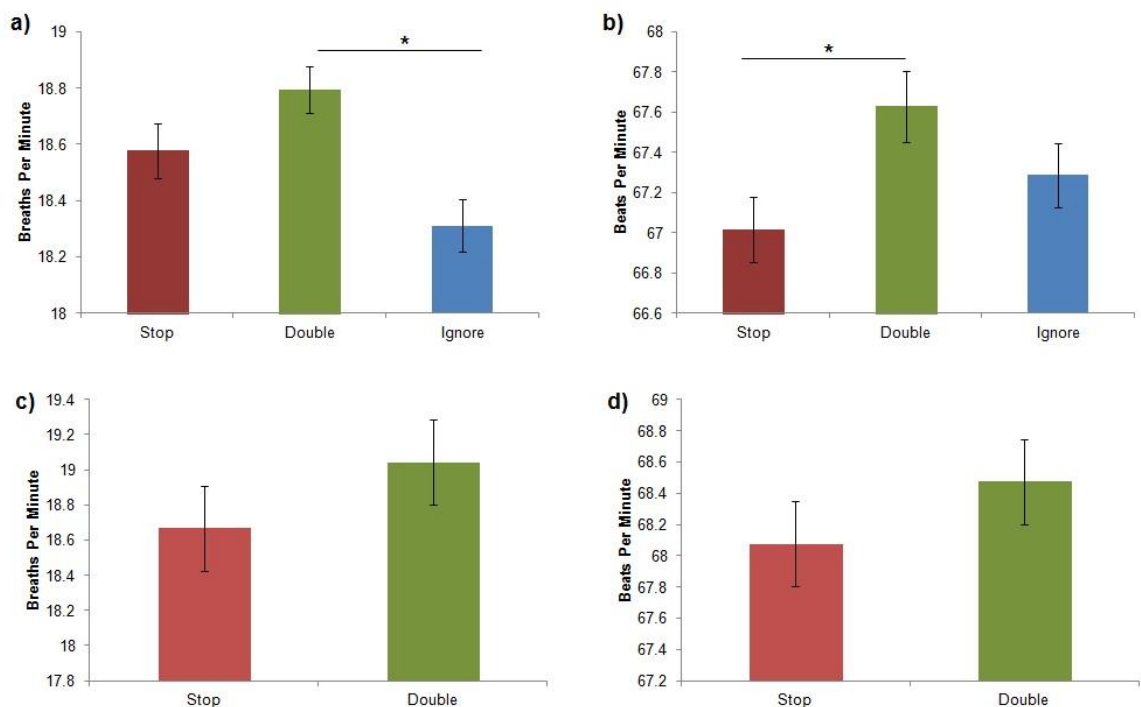 a)
19
18.8
18.6
18.4
18.2
18
Breaths Per Minute
*
Stop Double Ignore
b)
68
67.8
67.6
67.4
67.2
67
66.8
66.6
Beats Per Minute
*
Stop Double Ignore
c)
19.4
19.2
19
18.8
18.6
18.4
18.2
18
17.8
Breaths Per Minute
Stop Double
d)
69
68.8
68.6
68.4
68.2
68
67.8
67.6
67.4
67.2
Beats Per Minute
Stop Double